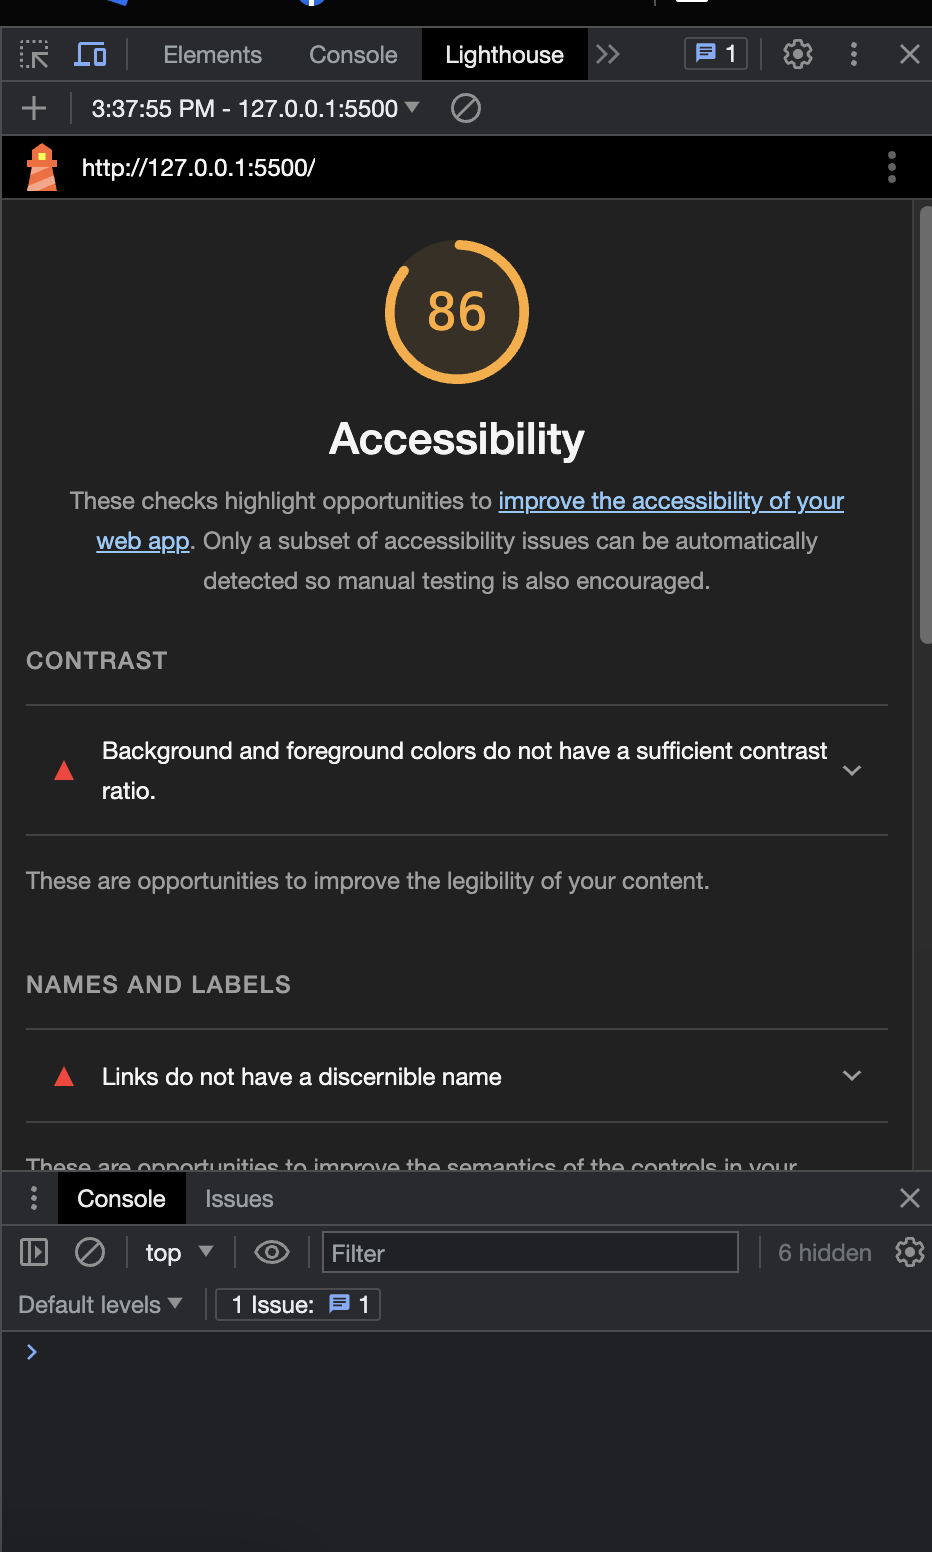 Elements Console Lighthouse 1
3:37:55 PM - 127.0.0.1:5500
http://127.0.0.1:5500/
86
Accessibility
These checks highlight opportunities to improve the accessibility of your
web app. Only a subset of accessibility issues can be automatically
detected so manual testing is also encouraged.
CONTRAST
Background and foreground colors do not have a sufficient contrast
ratio.
These are opportunities to improve the legibility of your content.
NAMES AND LABELS
Links do not have a discernible name
These are opportunities to improve the semantics of the controls in your
Console Issues
top Filter 6 hidden
Default levels 1 Issue: 1